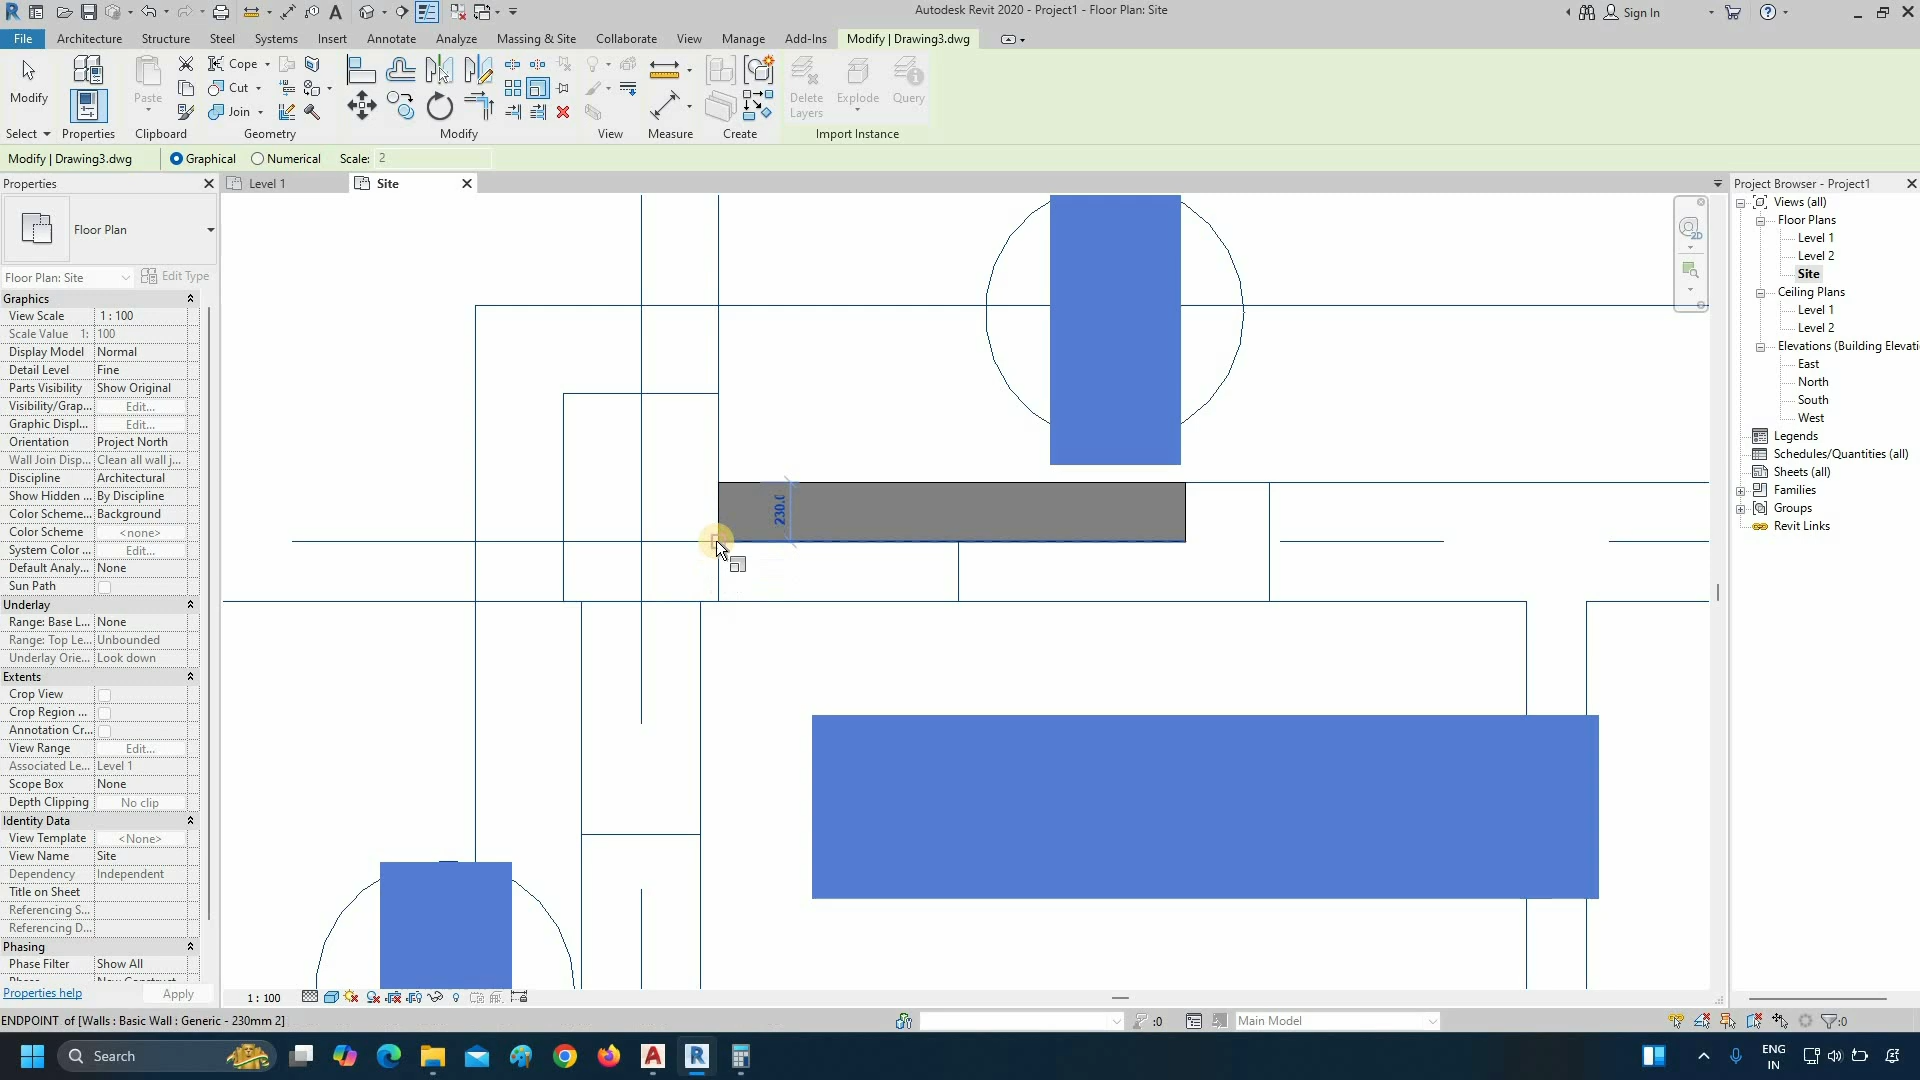 Autodesk Revit 2020 - Project1 - Floor Plan: Site
Sign In
File Architecture Structure Steel Systems Insert Annotate Analyze Massing & Site Collaborate View Manage Add-Ins Modify | Drawing3.dwg
Modify
Paste
Cope
Cut
Join
Delete Layers
Explode
Query
Select Properties Clipboard Geometry Modify View Measure Create Import Instance
Modify | Drawing3.dwg Graphical Numerical Scale: 2
Properties
Level 1
Site
Project Browser - Project1
Floor Plan
Floor Plan: Site Edit Type
Graphics
View Scale 1 : 100
Scale Value 1: 100
Display Model Normal
Detail Level Fine
Parts Visibility Show Original
Visibility/Grap... Edit...
Graphic Displ... Edit...
Orientation Project North
Wall Join Disp... Clean all wall j...
Discipline Architectural
Show Hidden ... By Discipline
Color Scheme... Background
Color Scheme <none>
System Color ... Edit...
Default Analy... None
Sun Path
Underlay
Range: Base L... None
Range: Top Le... Unbounded
Underlay Orie... Look down
Extents
Crop View
Crop Region ...
Annotation Cr...
View Range Edit...
Associated Le... Level 1
Scope Box None
Depth Clipping No clip
Identity Data
View Template <None>
View Name Site
Dependency Independent
Title on Sheet
Referencing S...
Referencing D...
Phasing
Phase Filter Show All
Properties help Apply
230.0
2D
Views (all)
Floor Plans
Level 1
Level 2
Site
Ceiling Plans
Level 1
Level 2
Elevations (Building Elevati
East
North
South
West
Legends
Schedules/Quantities (all)
Sheets (all)
Families
Groups
Revit Links
1 : 100
ENDPOINT of [Walls : Basic Wall : Generic - 230mm 2]
:0
Main Model
:0
Search
ENG
IN